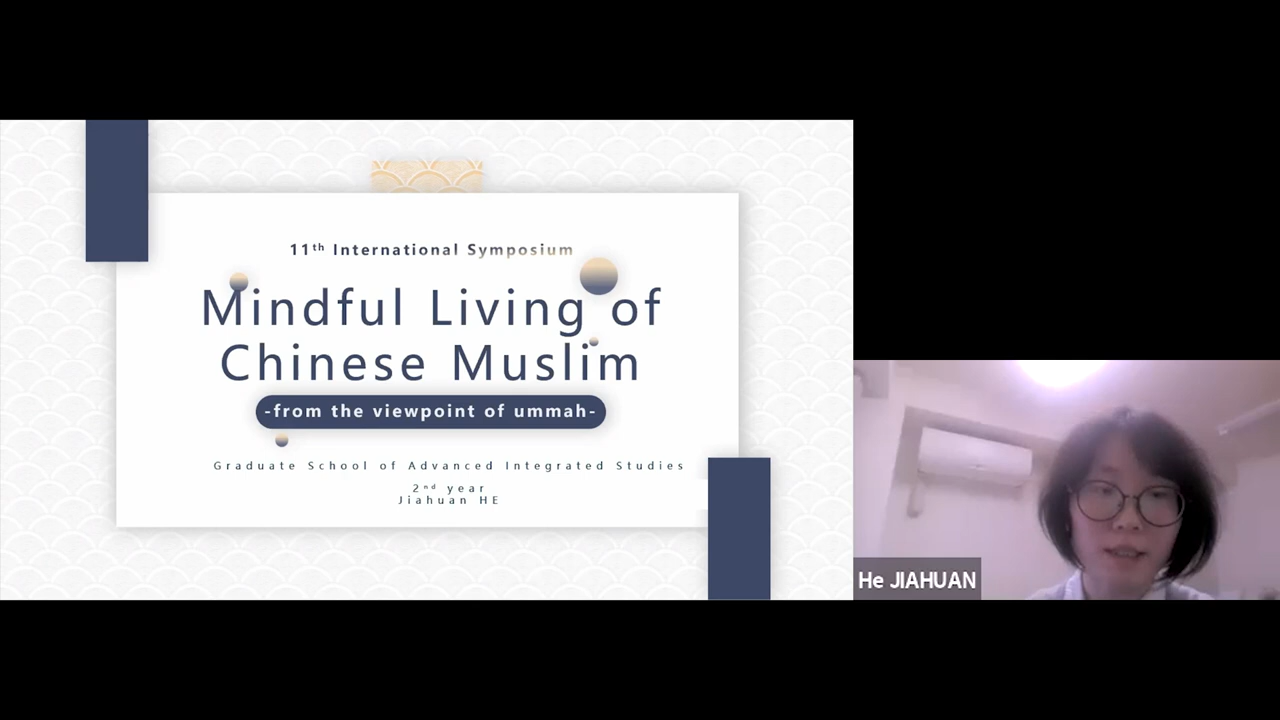 11th International Symposium
Mindful Living of
Chinese Muslim
-from the viewpoint of ummah-
Graduate School of Advanced Integrated Studies
2nd year
Jiahuan HE
He JIAHUAN